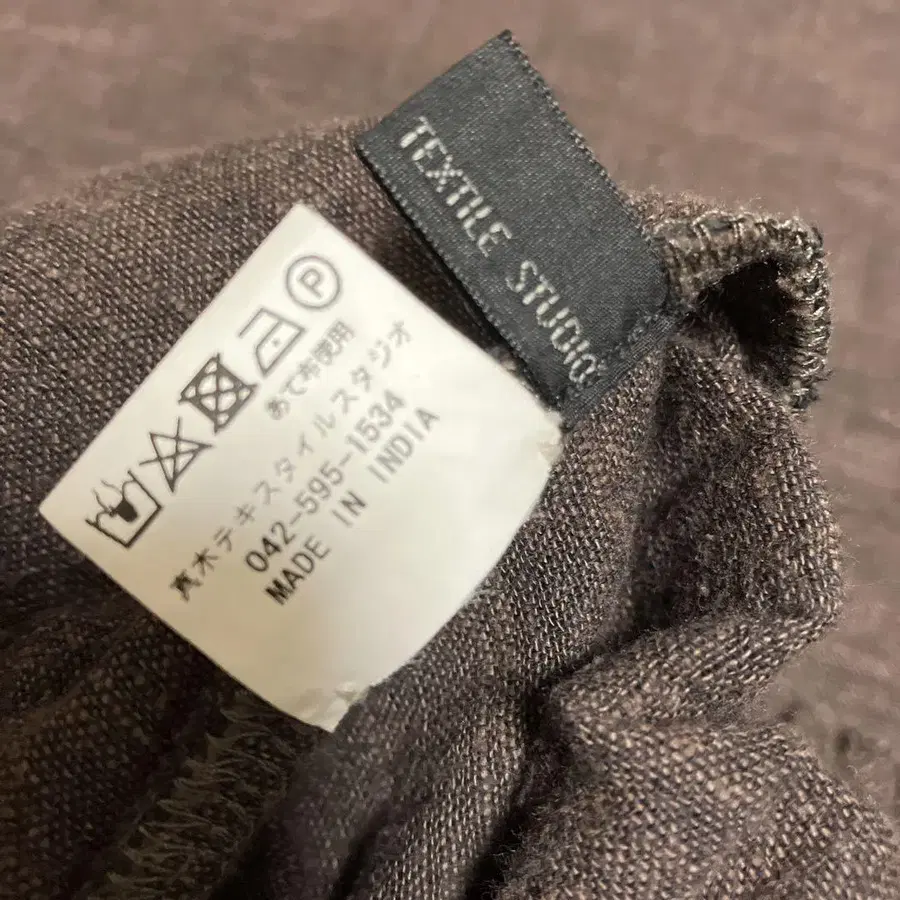 TEXTILE STUDIO
P
あて布使用
真木テキスタイルスタジオ
042-595-1534
MADE IN INDIA